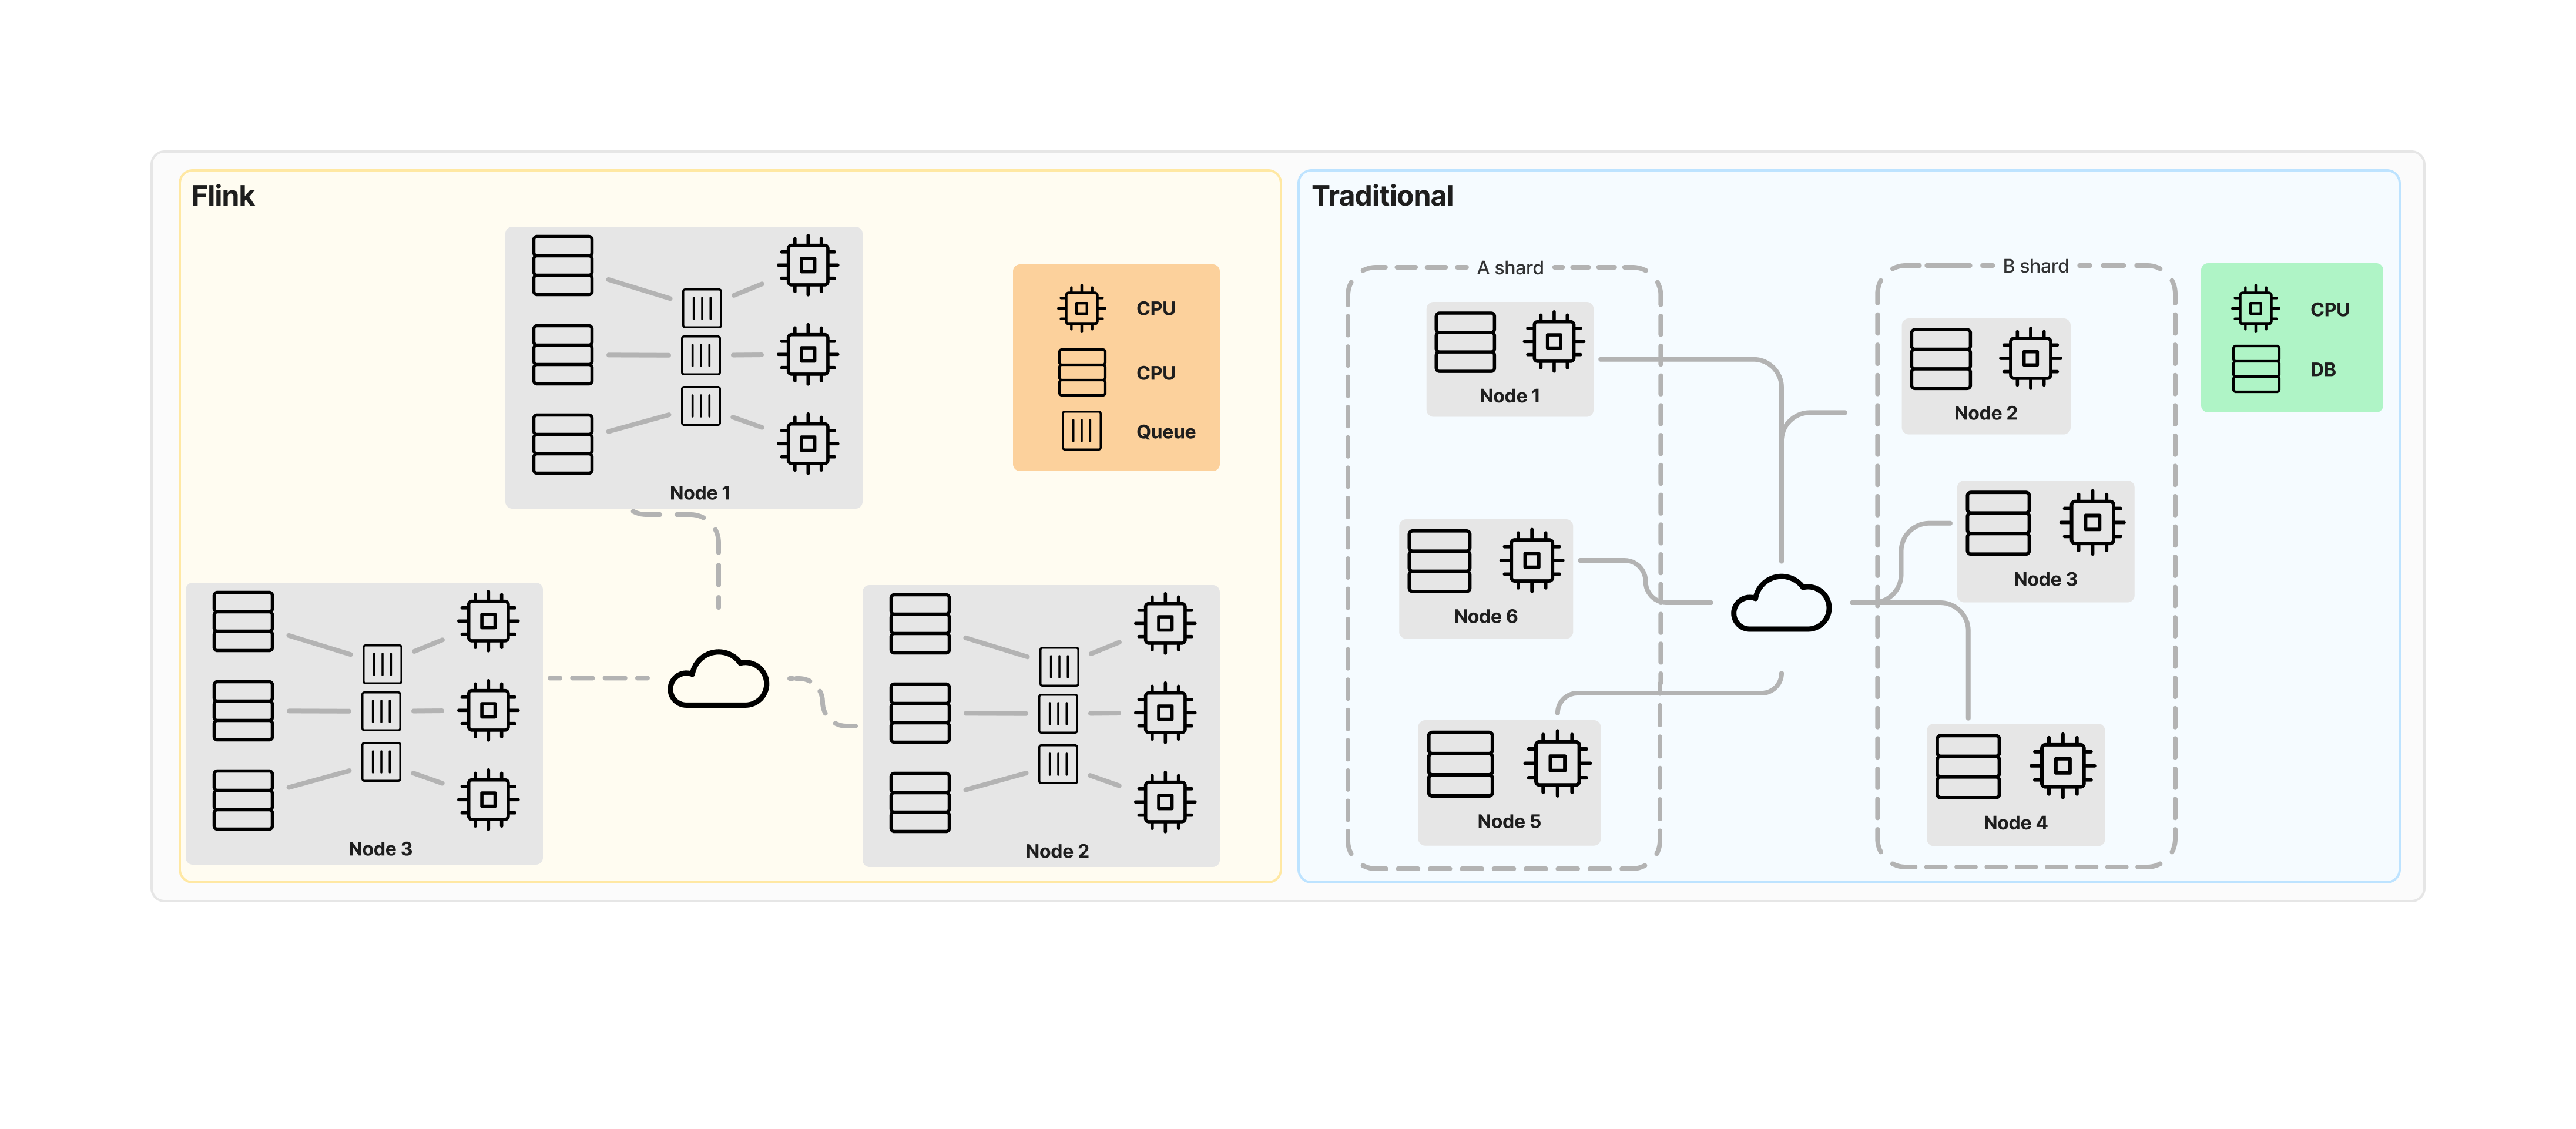 Flink
Node 1
CPU
CPU
Queue
Node 3
Node 2
Traditional
A shard
B shard
Node 1
Node 2
CPU
DB
Node 6
Node 3
Node 5
Node 4